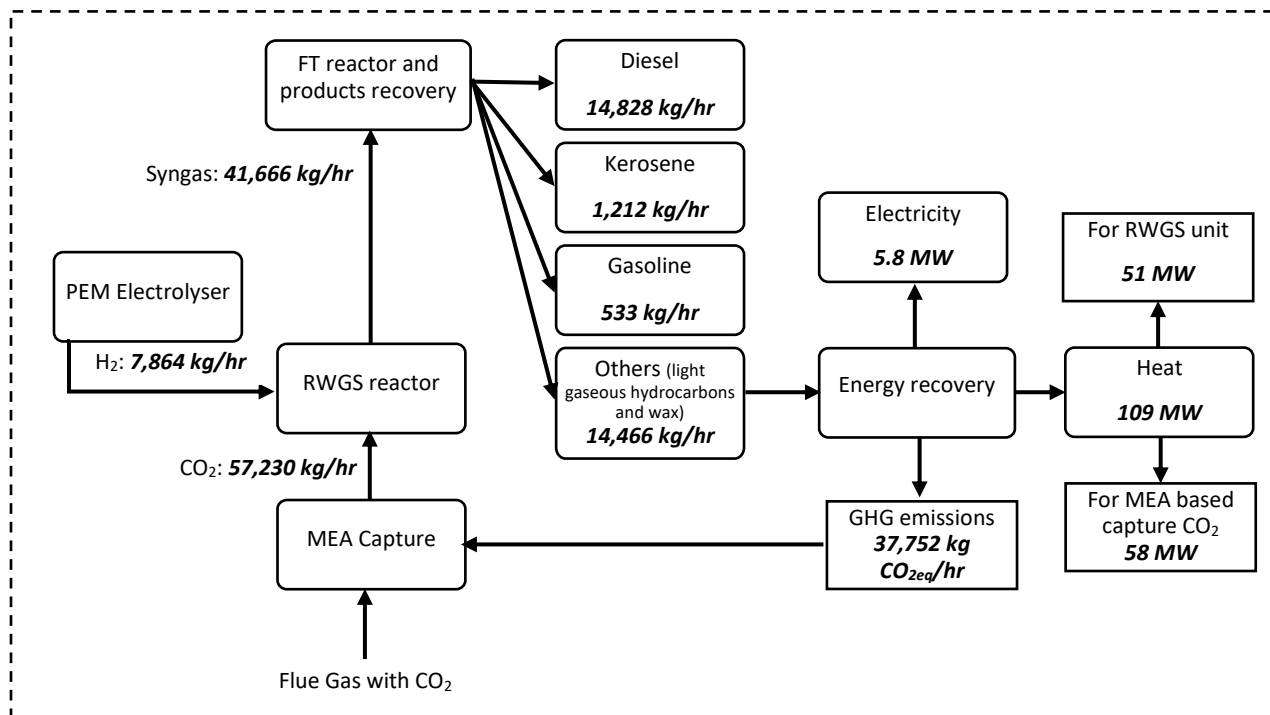 FT reactor and
products recovery
Diesel
14,828 kg/hr
Syngas: 41,666 kg/hr
Kerosene
1,212 kg/hr
Electricity
5.8 MW
For RWGS unit
51 MW
PEM Electrolyser
Gasoline
533 kg/hr
H2: 7,864 kg/hr
RWGS reactor
Others (light
gaseous hydrocarbons
and wax)
14,466 kg/hr
Energy recovery
Heat
109 MW
CO2: 57,230 kg/hr
MEA Capture
GHG emissions
37,752 kg
CO2eq/hr
For MEA based
capture CO2
58 MW
Flue Gas with CO2